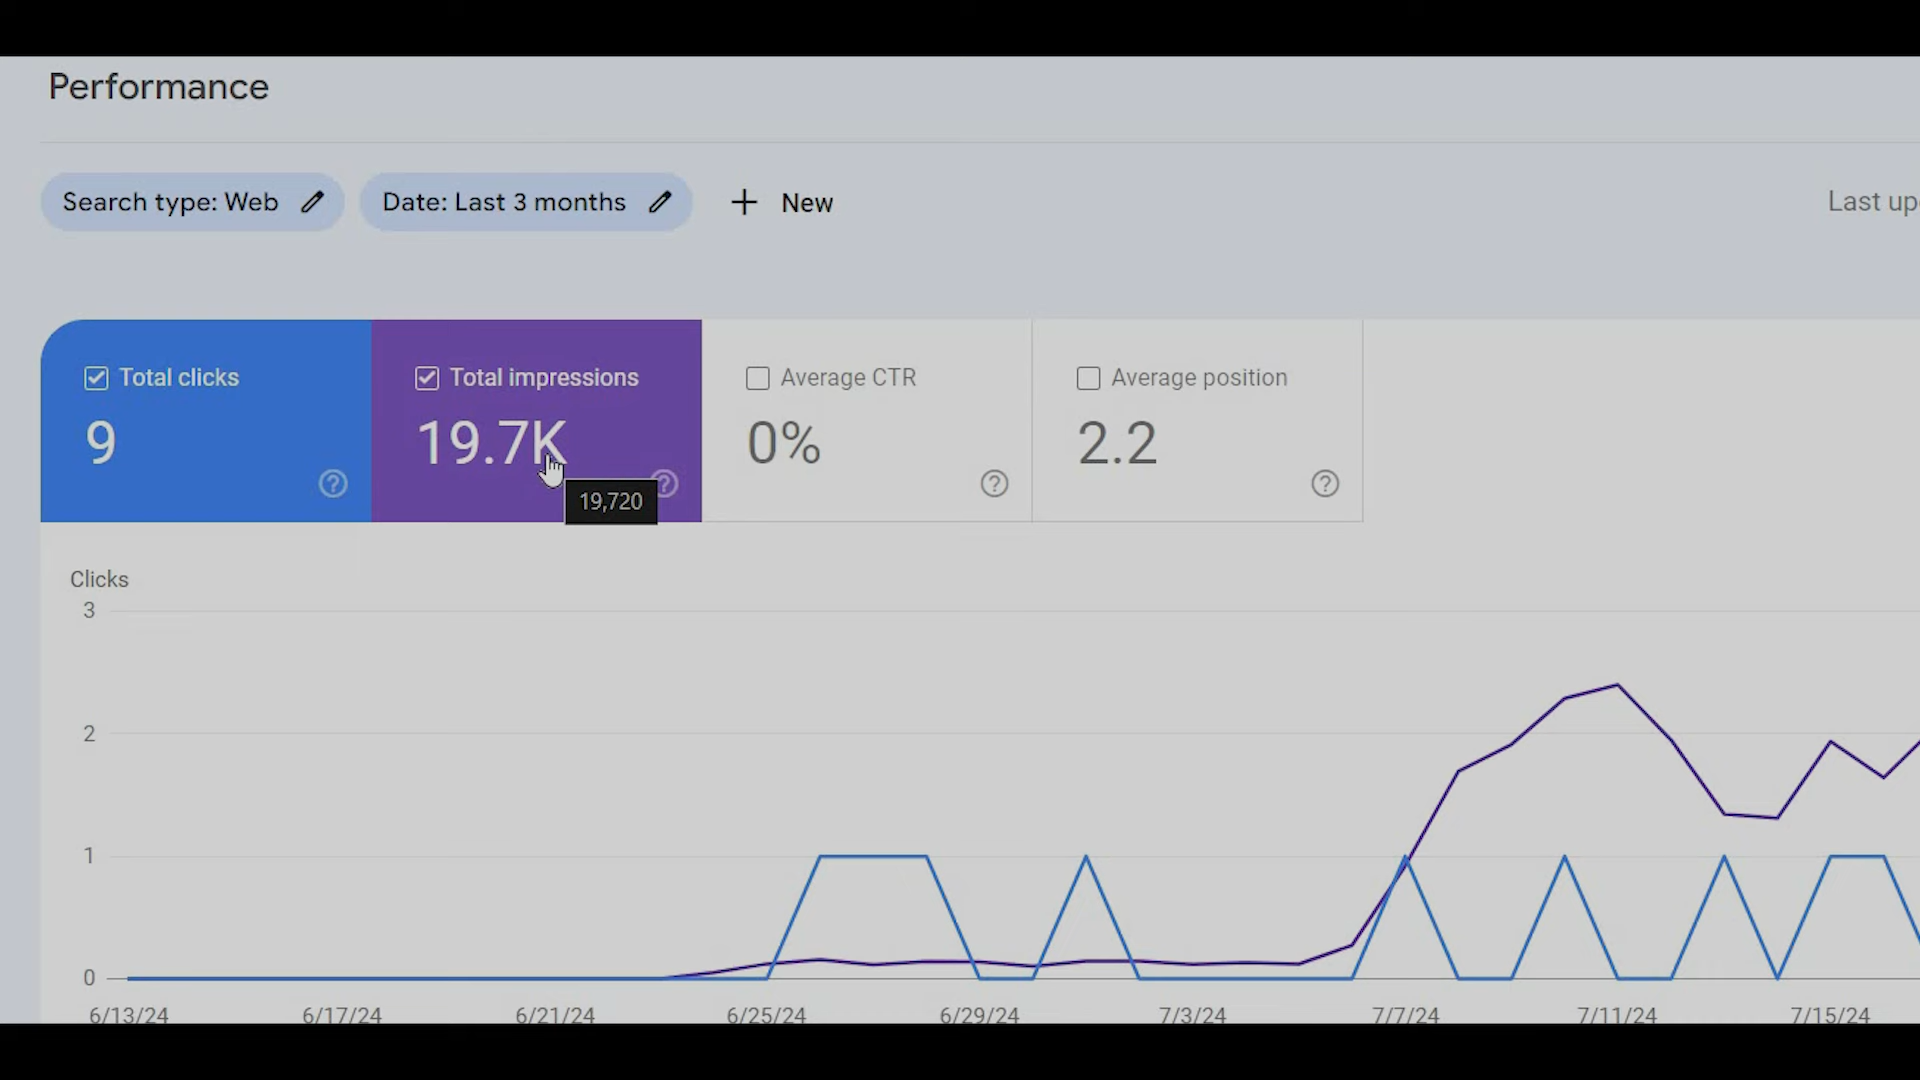 Performance
Search type: Web
Date: Last 3 months
+ New
Last up
Total clicks
9
Total impressions
19.7K
19,720
Average CTR
0%
Average position
2.2
Clicks
3
2
1
0
6/13/24 6/17/24 6/21/24 6/25/24 6/29/24 7/3/24 7/7/24 7/11/24 7/15/24